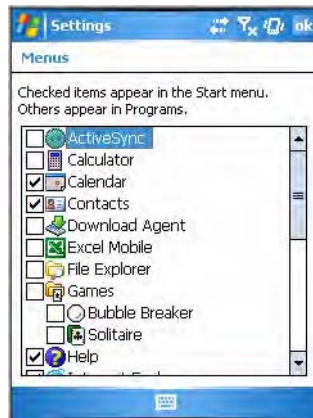 Settings
ok
Menus
Checked items appear in the Start menu.
Others appear in Programs.
ActiveSync
Calculator
Calendar
Contacts
Download Agent
Excel Mobile
File Explorer
Games
Bubble Breaker
Solitaire
Help